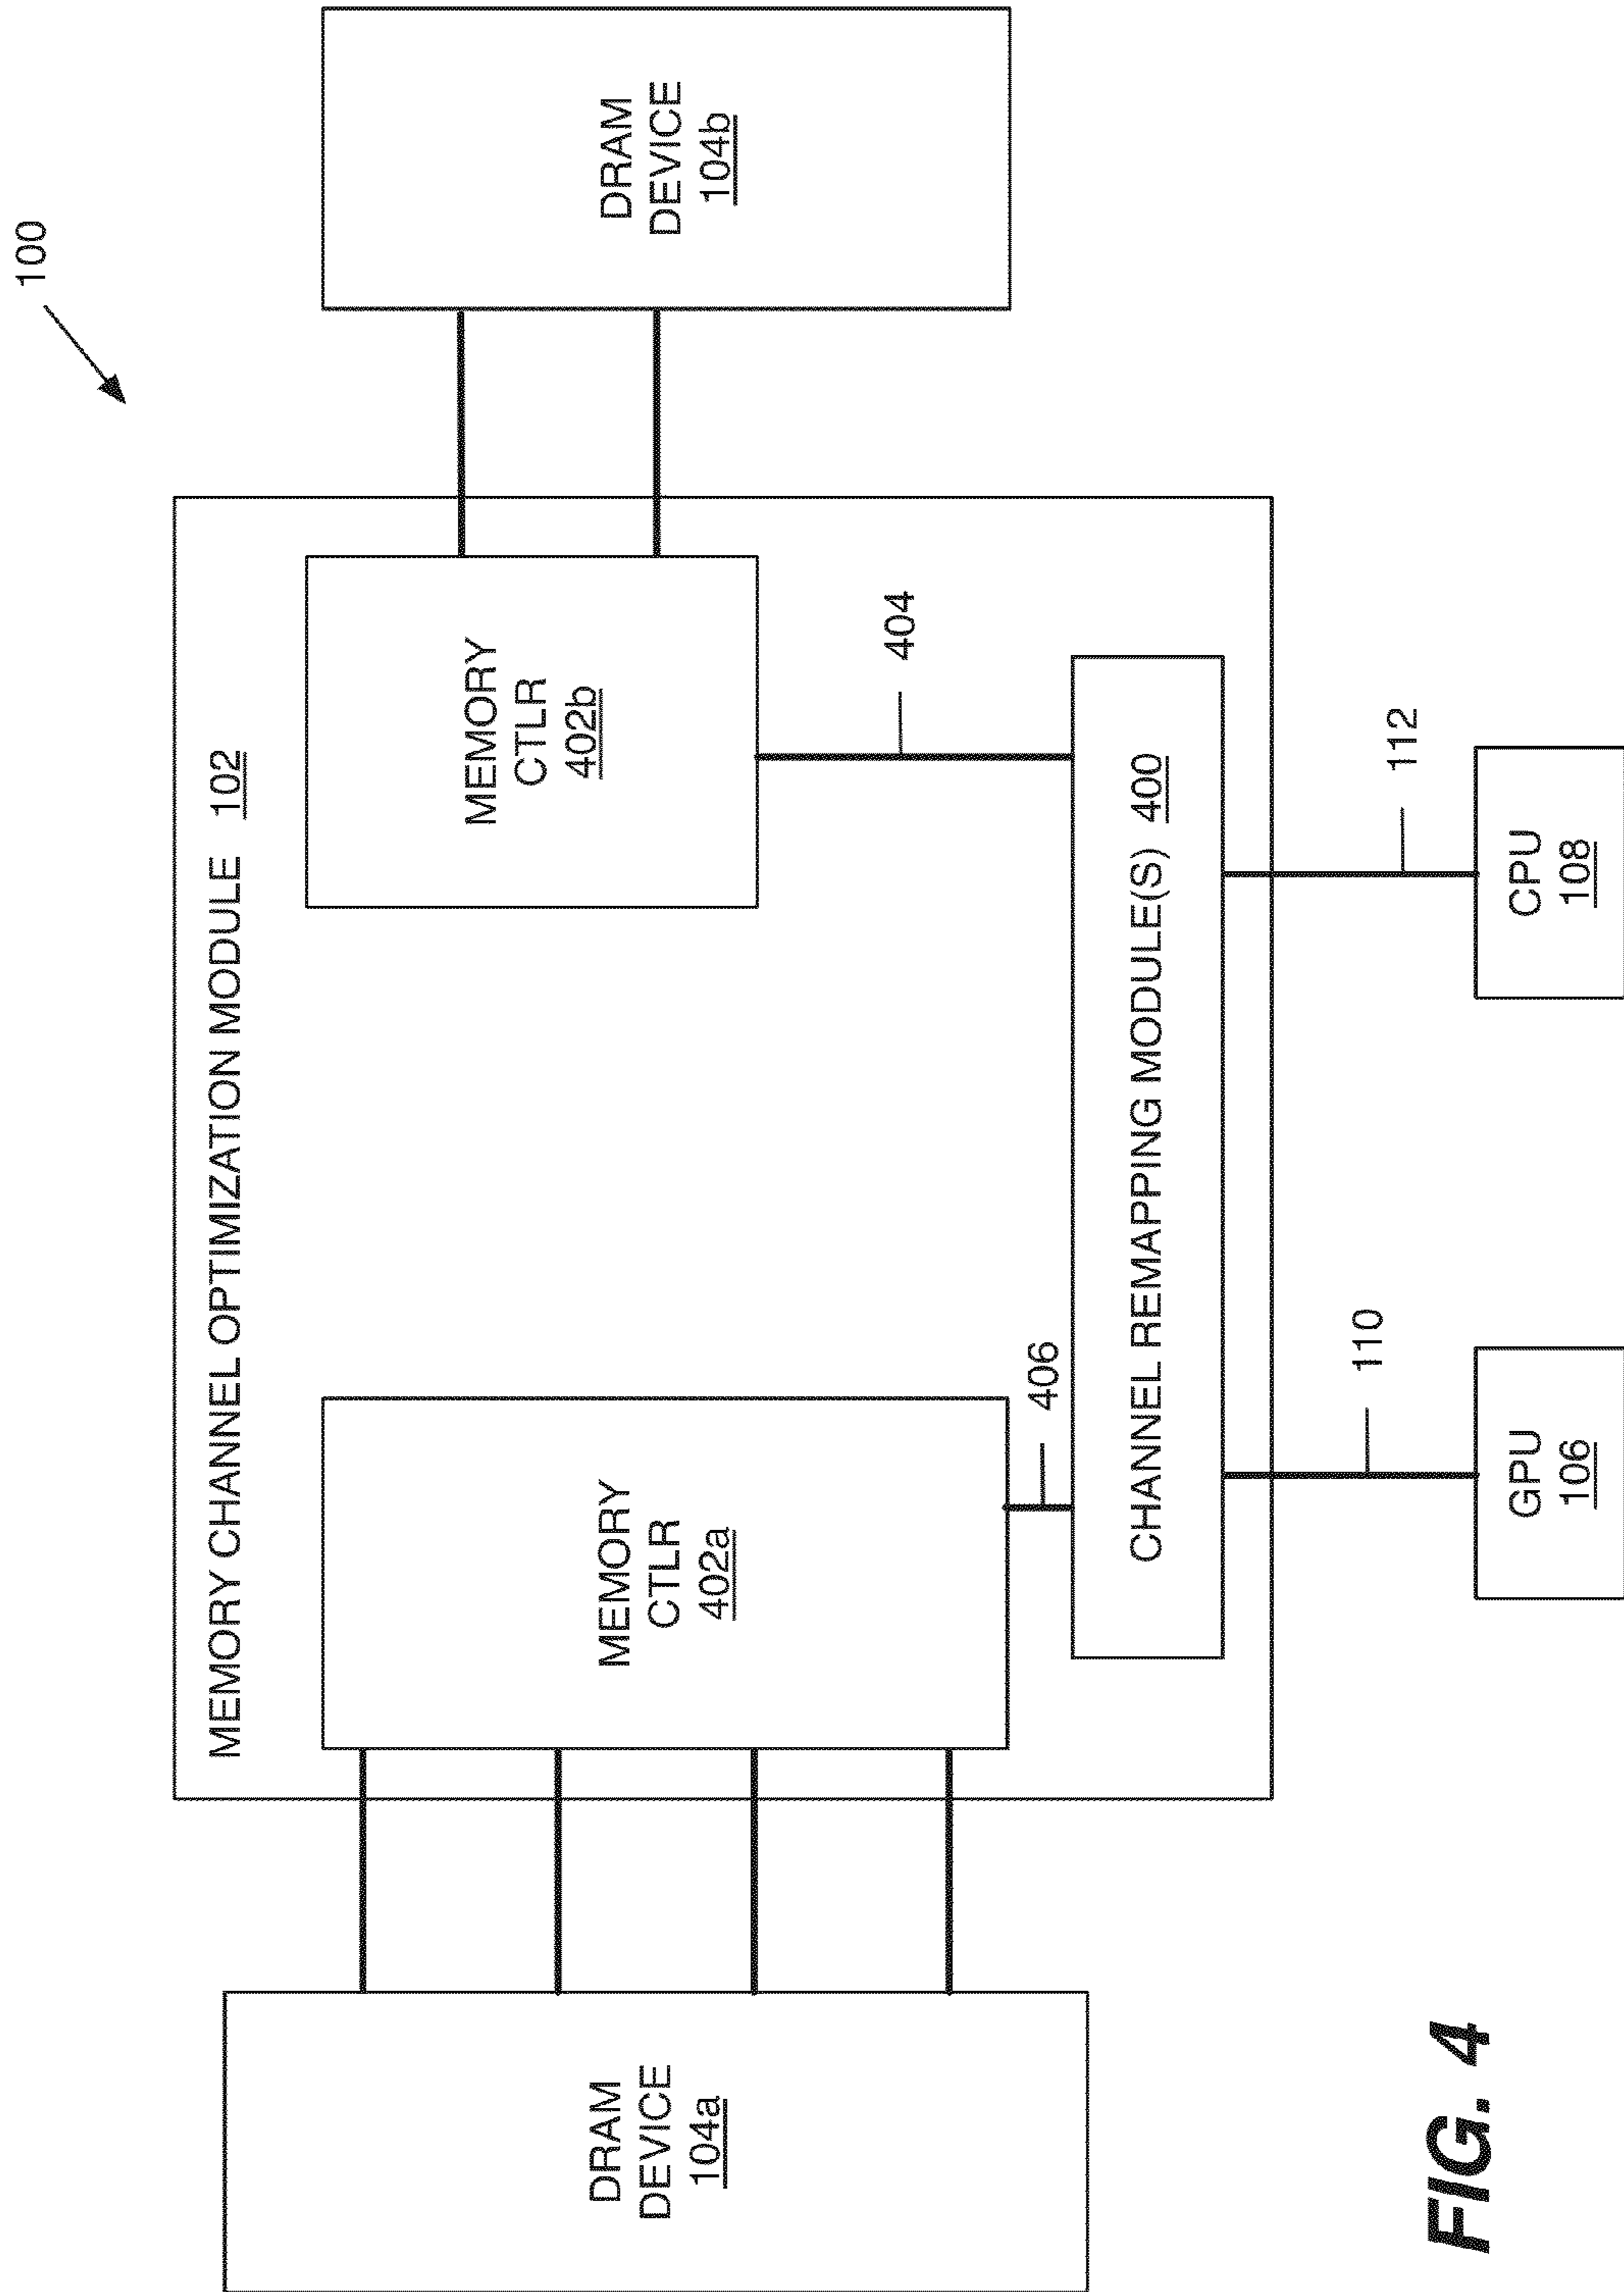 100
MEMORY CHANNEL OPTIMIZATION MODULE 102
DRAM
DEVICE
104a
MEMORY
CTLR
402a
MEMORY
CTLR
402b
DRAM
DEVICE
104b
406
404
CHANNEL REMAPPING MODULE(S) 400
110
112
GPU
106
CPU
108
FIG. 4